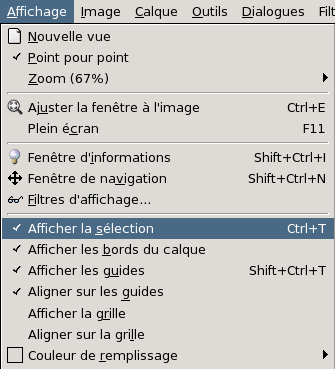 Affichage Image Calque Outils Dialogues Filt
Nouvelle vue
Point pour point
Zoom (67%)
Ajuster la fenêtre à l'image Ctrl+E
Plein écran F11
Fenêtre d'informations Shift+Ctrl+I
Fenêtre de navigation Shift+Ctrl+N
Filtres d'affichage...
Afficher la sélection Ctrl+T
Afficher les bords du calque
Afficher les guides Shift+Ctrl+T
Aligner sur les guides
Afficher la grille
Aligner sur la grille
Couleur de remplissage